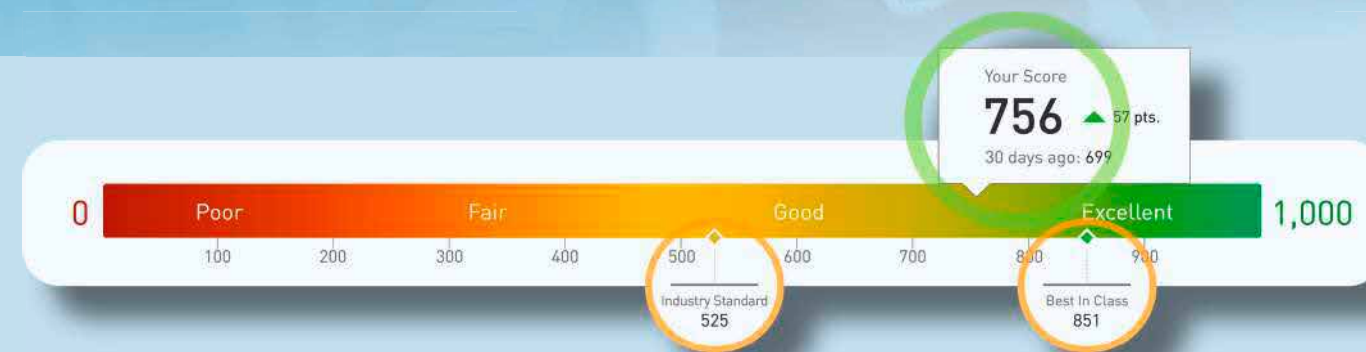 Your Score
756 ▲ 57 pts.
30 days ago: 699
0 Poor Fair Good Excellent 1,000
100 200 300 400 500 600 700 800 900
Industry Standard Best In Class
525 851